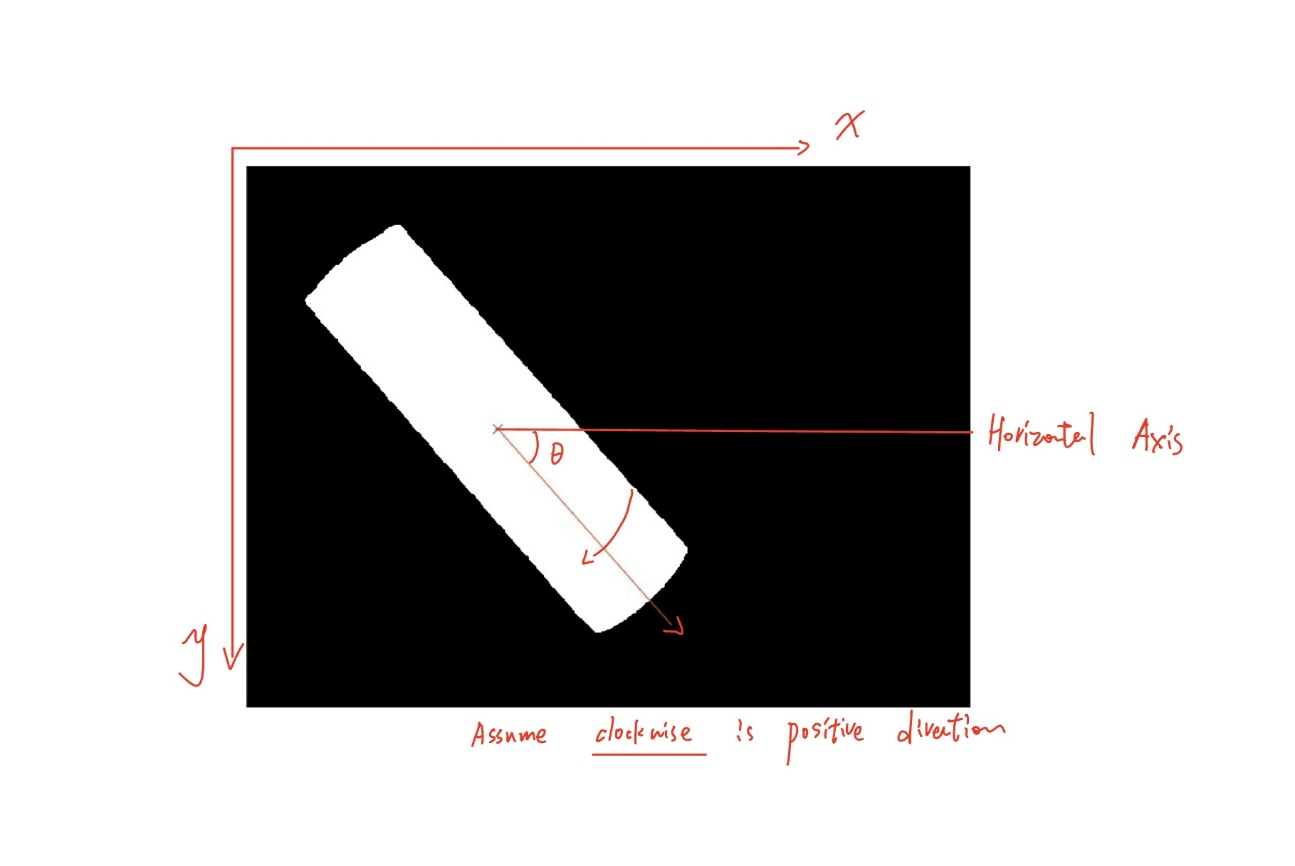 x
Horizontal Axis
θ
y
Assume clockwise is positive direction